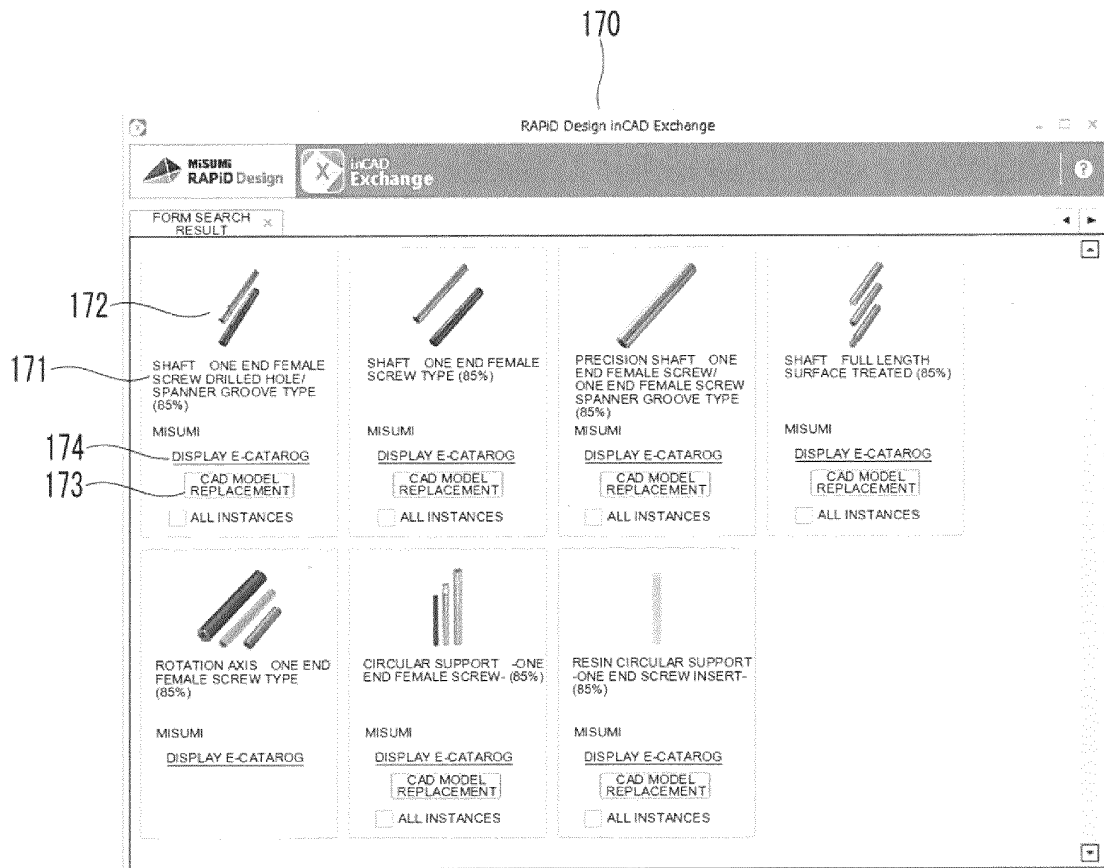 170
RAPiD Design inCAD Exchange
MiSUMi
RAPiD Design
X
inCAD
Exchange
?
FORM SEARCH
RESULT
172
171
SHAFT ONE END FEMALE
SCREW DRILLED HOLE/
SPANNER GROOVE TYPE
(85%)
MISUMI
174
DISPLAY E-CATAROG
173
CAD MODEL
REPLACEMENT
ALL INSTANCES
SHAFT ONE END FEMALE
SCREW TYPE (85%)
MISUMI
DISPLAY E-CATAROG
CAD MODEL
REPLACEMENT
ALL INSTANCES
PRECISION SHAFT ONE
END FEMALE SCREW/
ONE END FEMALE SCREW
SPANNER GROOVE TYPE
(85%)
MISUMI
DISPLAY E-CATAROG
CAD MODEL
REPLACEMENT
ALL INSTANCES
SHAFT FULL LENGTH
SURFACE TREATED (85%)
MISUMI
DISPLAY E-CATAROG
CAD MODEL
REPLACEMENT
ALL INSTANCES
ROTATION AXIS ONE END
FEMALE SCREW TYPE
(85%)
MISUMI
DISPLAY E-CATAROG
CIRCULAR SUPPORT -ONE
END FEMALE SCREW- (85%)
MISUMI
DISPLAY E-CATAROG
CAD MODEL
REPLACEMENT
ALL INSTANCES
RESIN CIRCULAR SUPPORT
-ONE END SCREW INSERT-
(85%)
MISUMI
DISPLAY E-CATAROG
CAD MODEL
REPLACEMENT
ALL INSTANCES